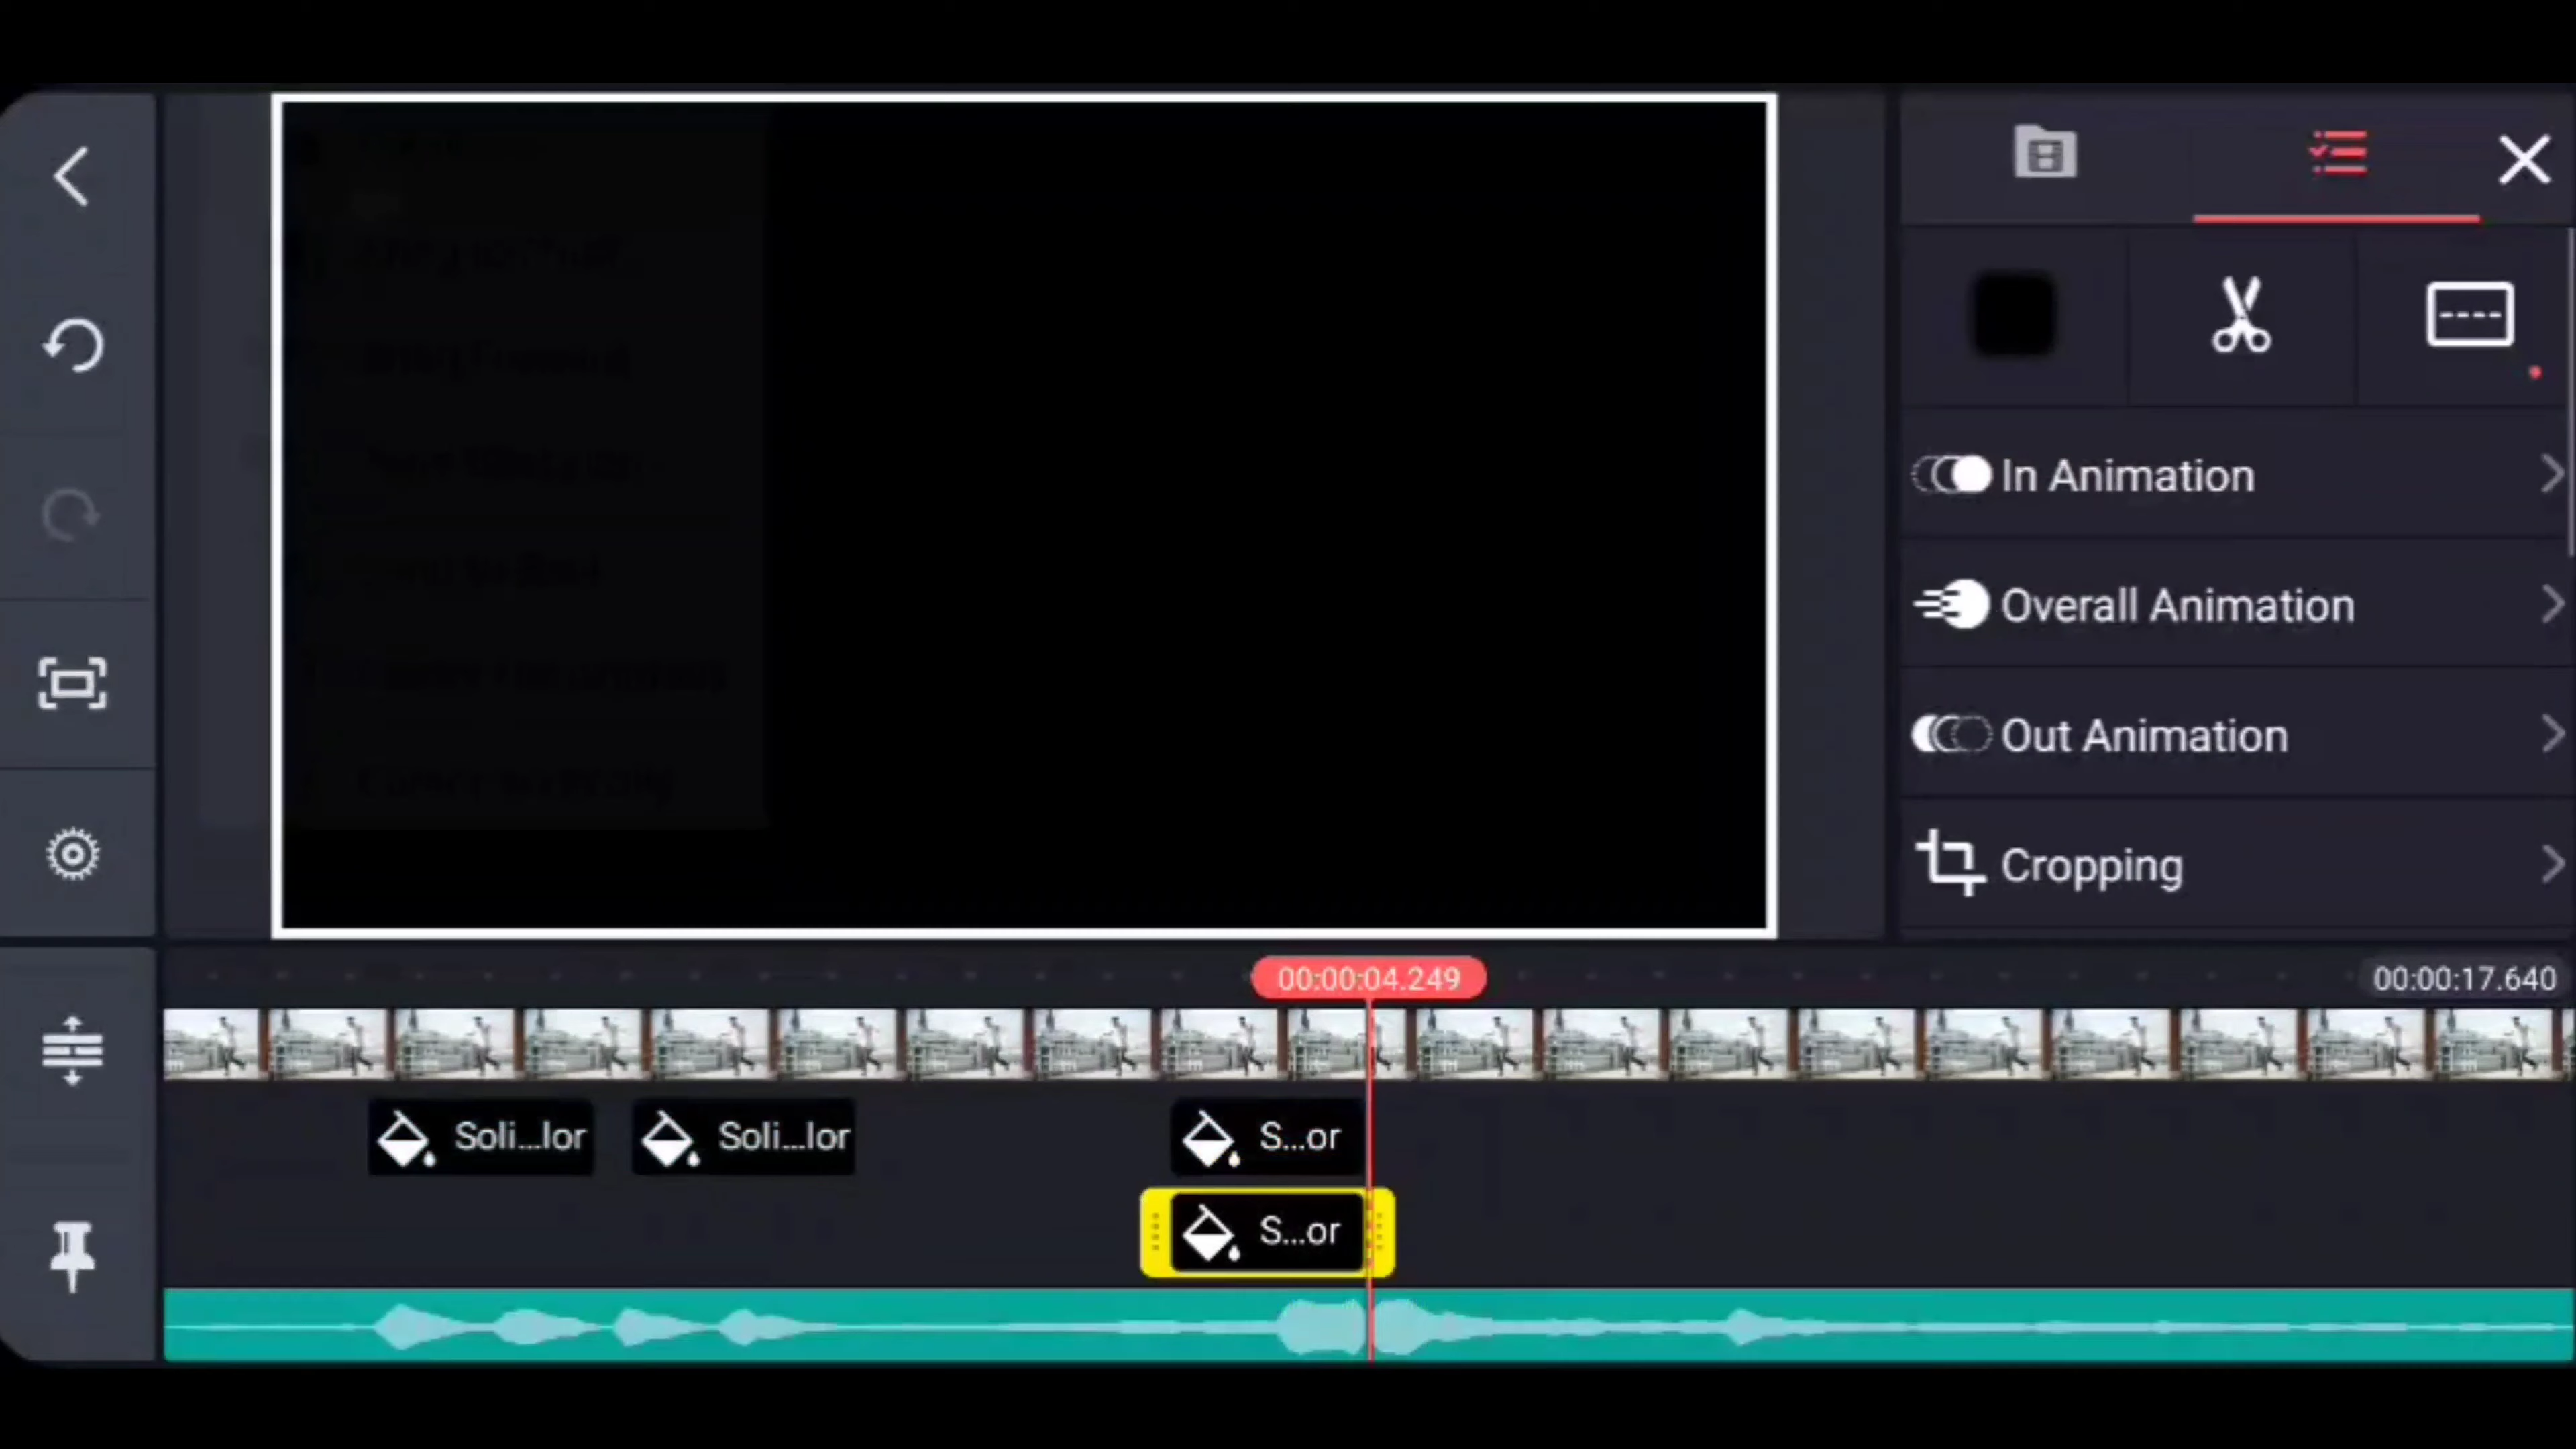 In Animation
Overall Animation
Out Animation
Cropping
00:00:04.249
00:00:17.640
Soli...lor
Soli...lor
S...or
S...or